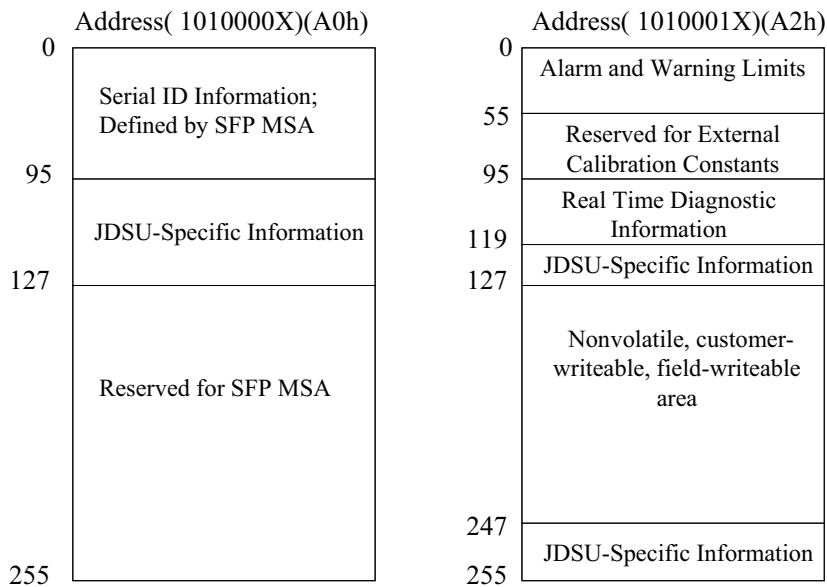 Address( 1010000X)(A0h)
0
Serial ID Information;
Defined by SFP MSA
95
JDSU-Specific Information
127
Reserved for SFP MSA
255
Address( 1010001X)(A2h)
0
Alarm and Warning Limits
55
Reserved for External
Calibration Constants
95
Real Time Diagnostic
Information
119
JDSU-Specific Information
127
Nonvolatile, customer-
writeable, field-writeable
area
247
JDSU-Specific Information
255